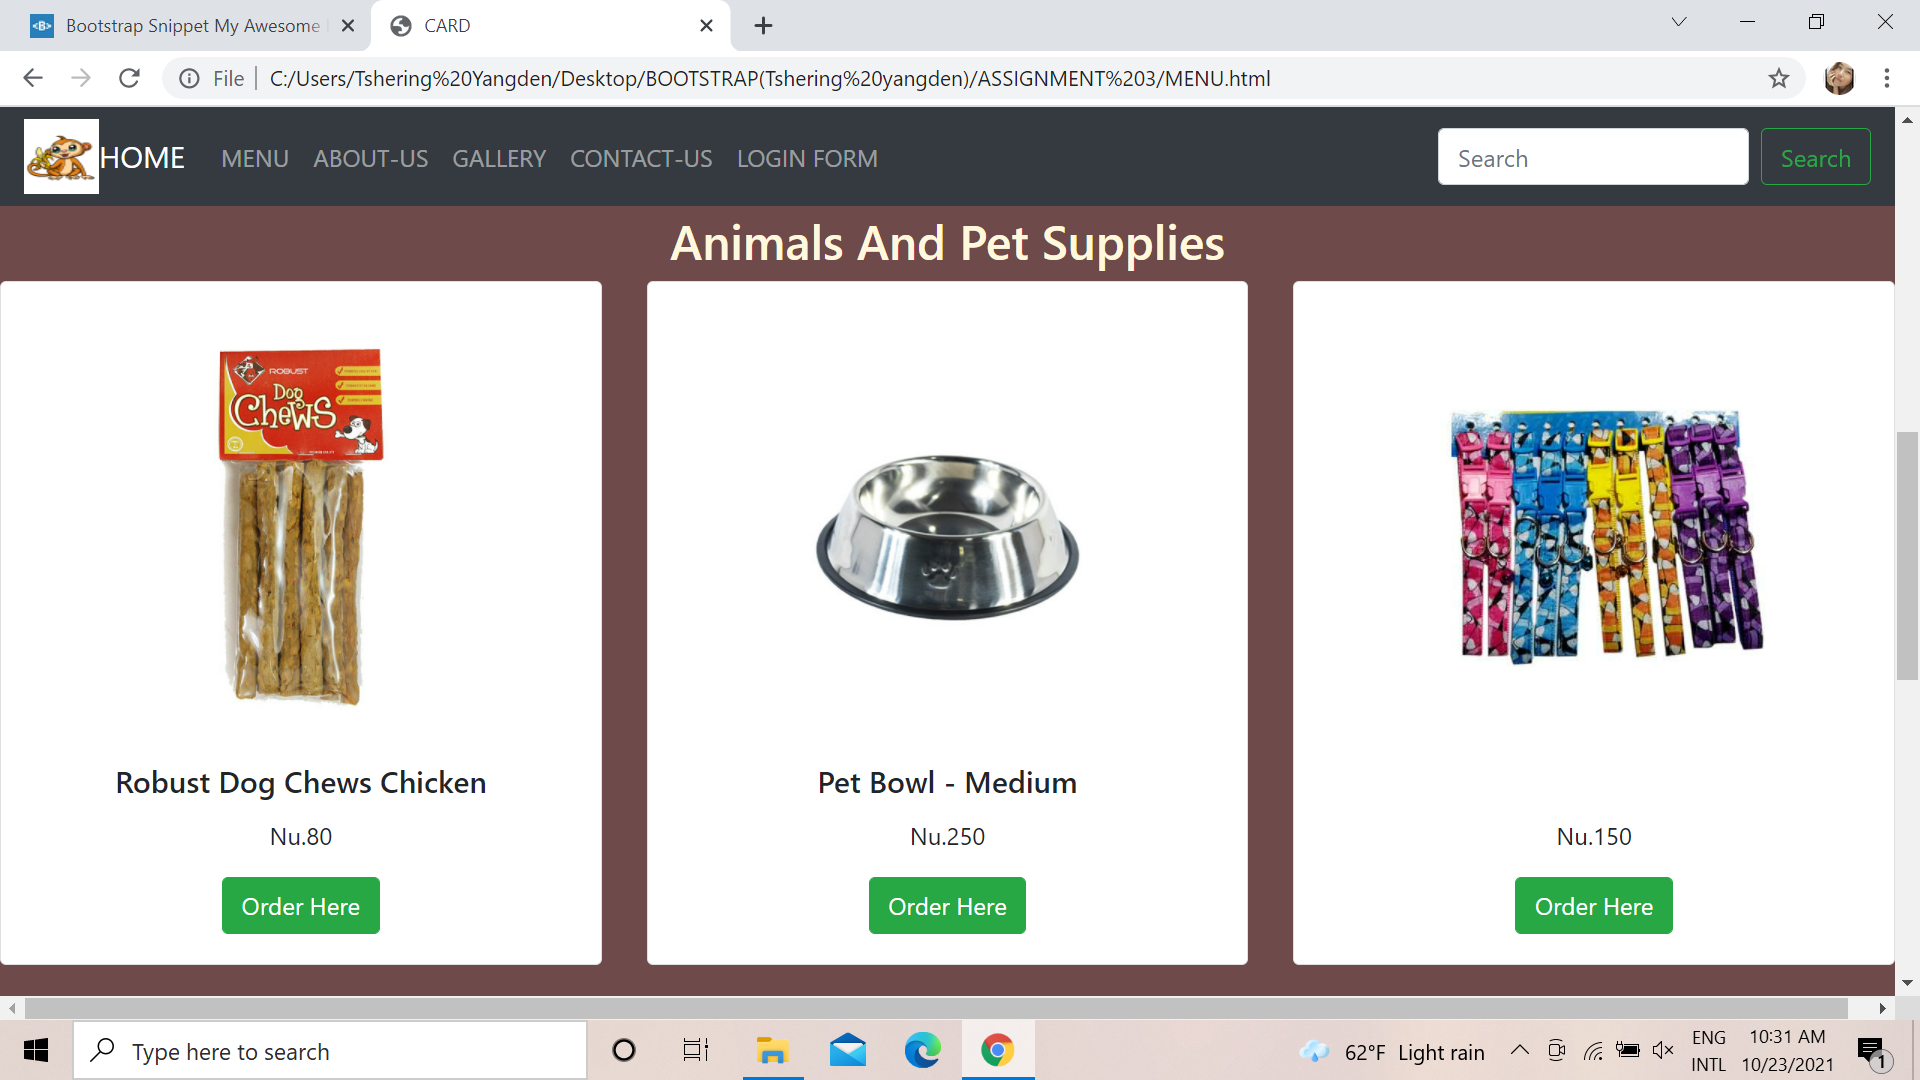 Bootstrap Snippet My Awesome
CARD
File
C:/Users/Tshering%20Yangden/Desktop/BOOTSTRAP(Tshering%20yangden)/ASSIGNMENT%203/MENU.html
HOME MENU ABOUT-US GALLERY CONTACT-US LOGIN FORM Search Search
Animals And Pet Supplies
ROBUST
Dog
Chews
Robust Dog Chews Chicken
Nu.80
Order Here
Pet Bowl - Medium
Nu.250
Order Here
Nu.150
Order Here
Type here to search
62°F Light rain
ENG
INTL
10:31 AM
10/23/2021
1